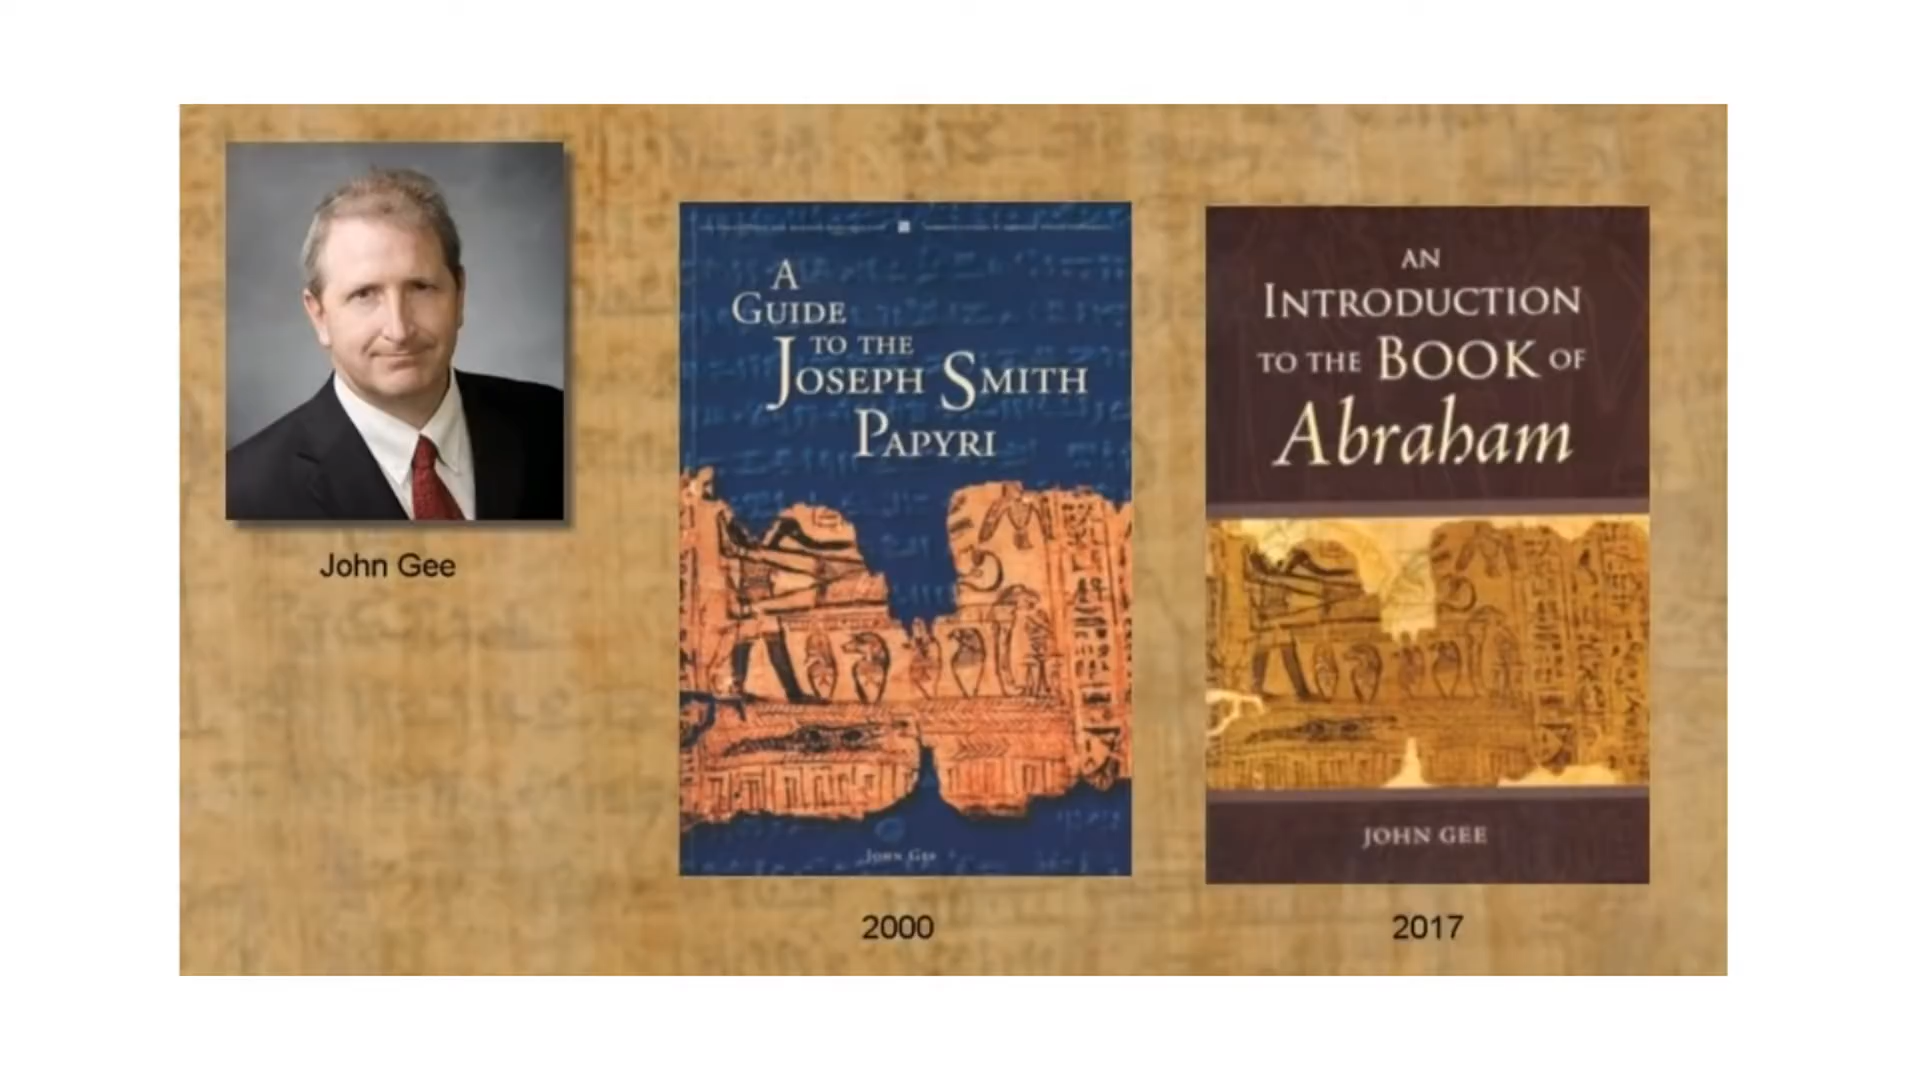 John Gee
A
GUIDE
TO THE
JOSEPH SMITH
PAPYRI
JOHN GEE
2000
AN
INTRODUCTION
TO THE BOOK OF
Abraham
JOHN GEE
2017